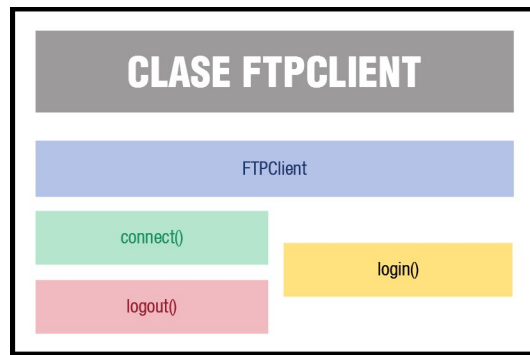 CLASE FTPCLIENT
FTPClient
connect()
login()
logout()